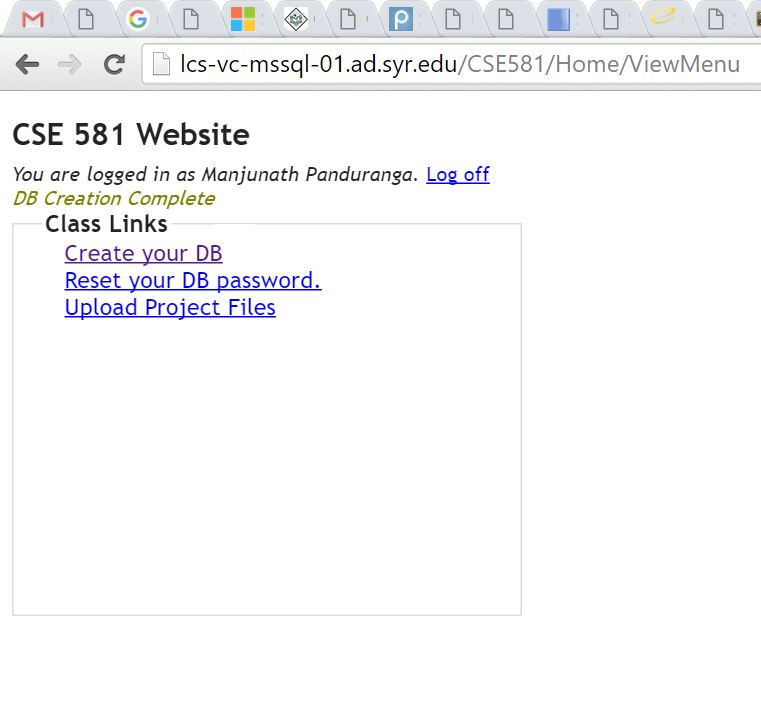 lcs-vc-mssql-01.ad.syr.edu/CSE581/Home/ViewMenu
CSE 581 Website
You are logged in as Manjunath Panduranga. Log off
DB Creation Complete
Class Links
Create your DB
Reset your DB password.
Upload Project Files